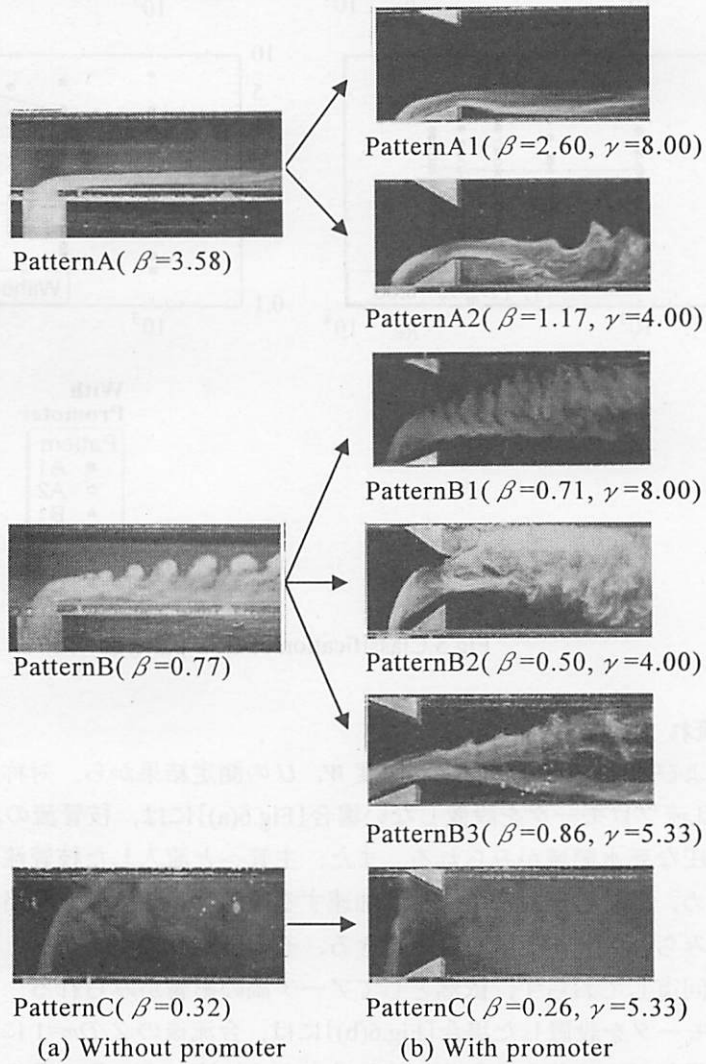 PatternA1( β=2.60, γ=8.00)
PatternA( β=3.58)
PatternA2( β=1.17, γ=4.00)
PatternB1( β=0.71, γ=8.00)
PatternB( β=0.77)
PatternB2( β=0.50, γ=4.00)
PatternB3( β=0.86, γ=5.33)
PatternC( β=0.32)
PatternC( β=0.26, γ=5.33)
(a) Without promoter
(b) With promoter